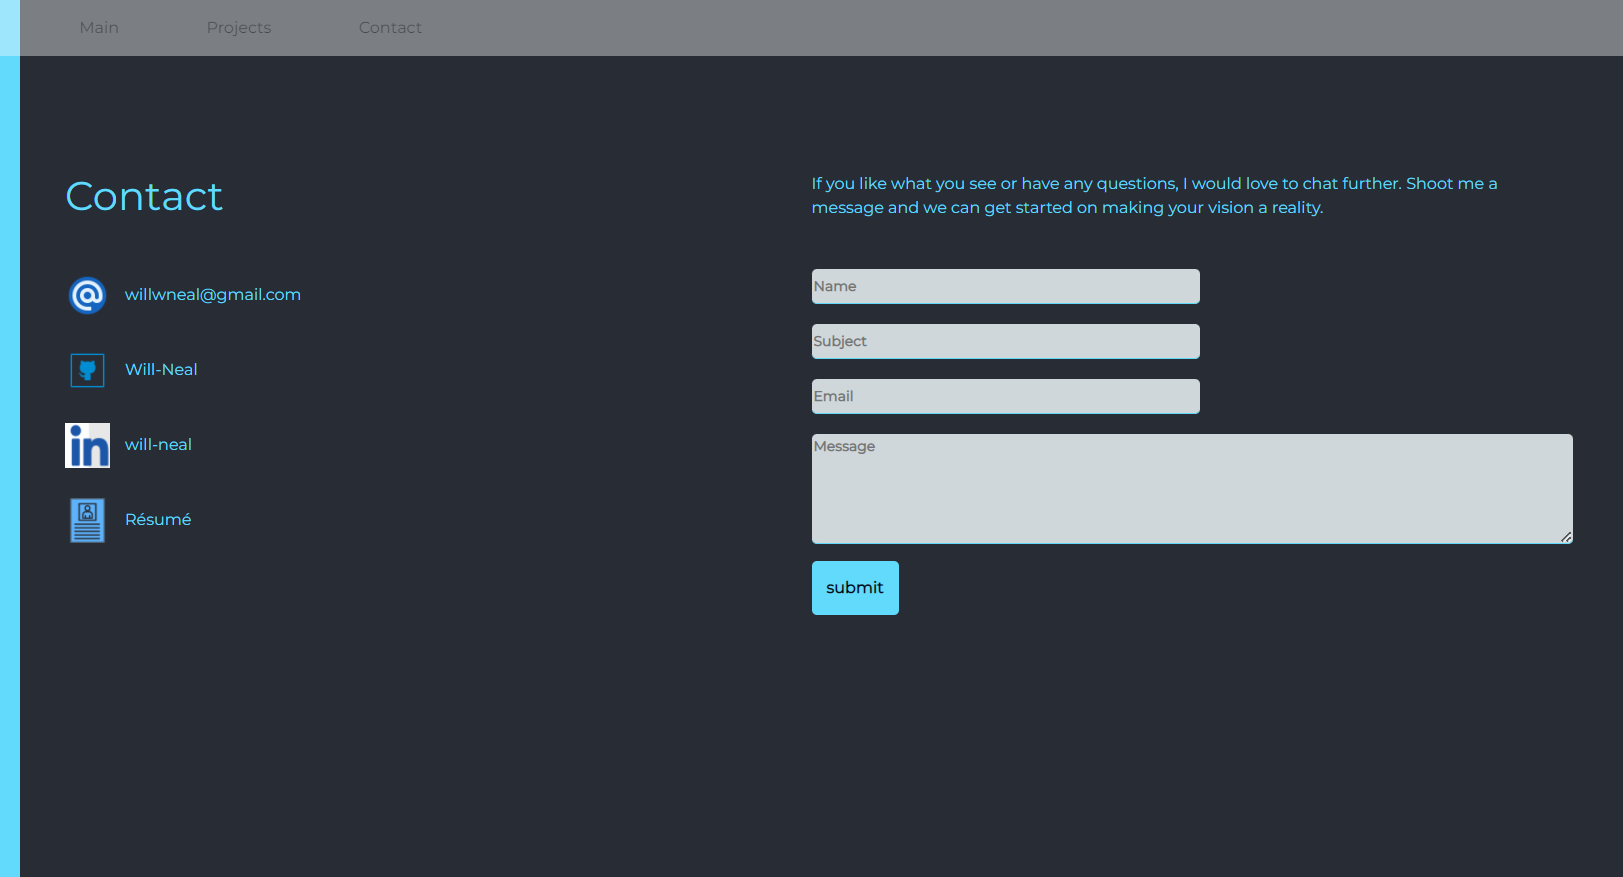 Main
Projects
Contact
Contact
willwneal@gmail.com
Will-Neal
in
will-neal
Résumé
If you like what you see or have any questions, I would love to chat further. Shoot me a
message and we can get started on making your vision a reality.
Name
Subject
Email
Message
submit